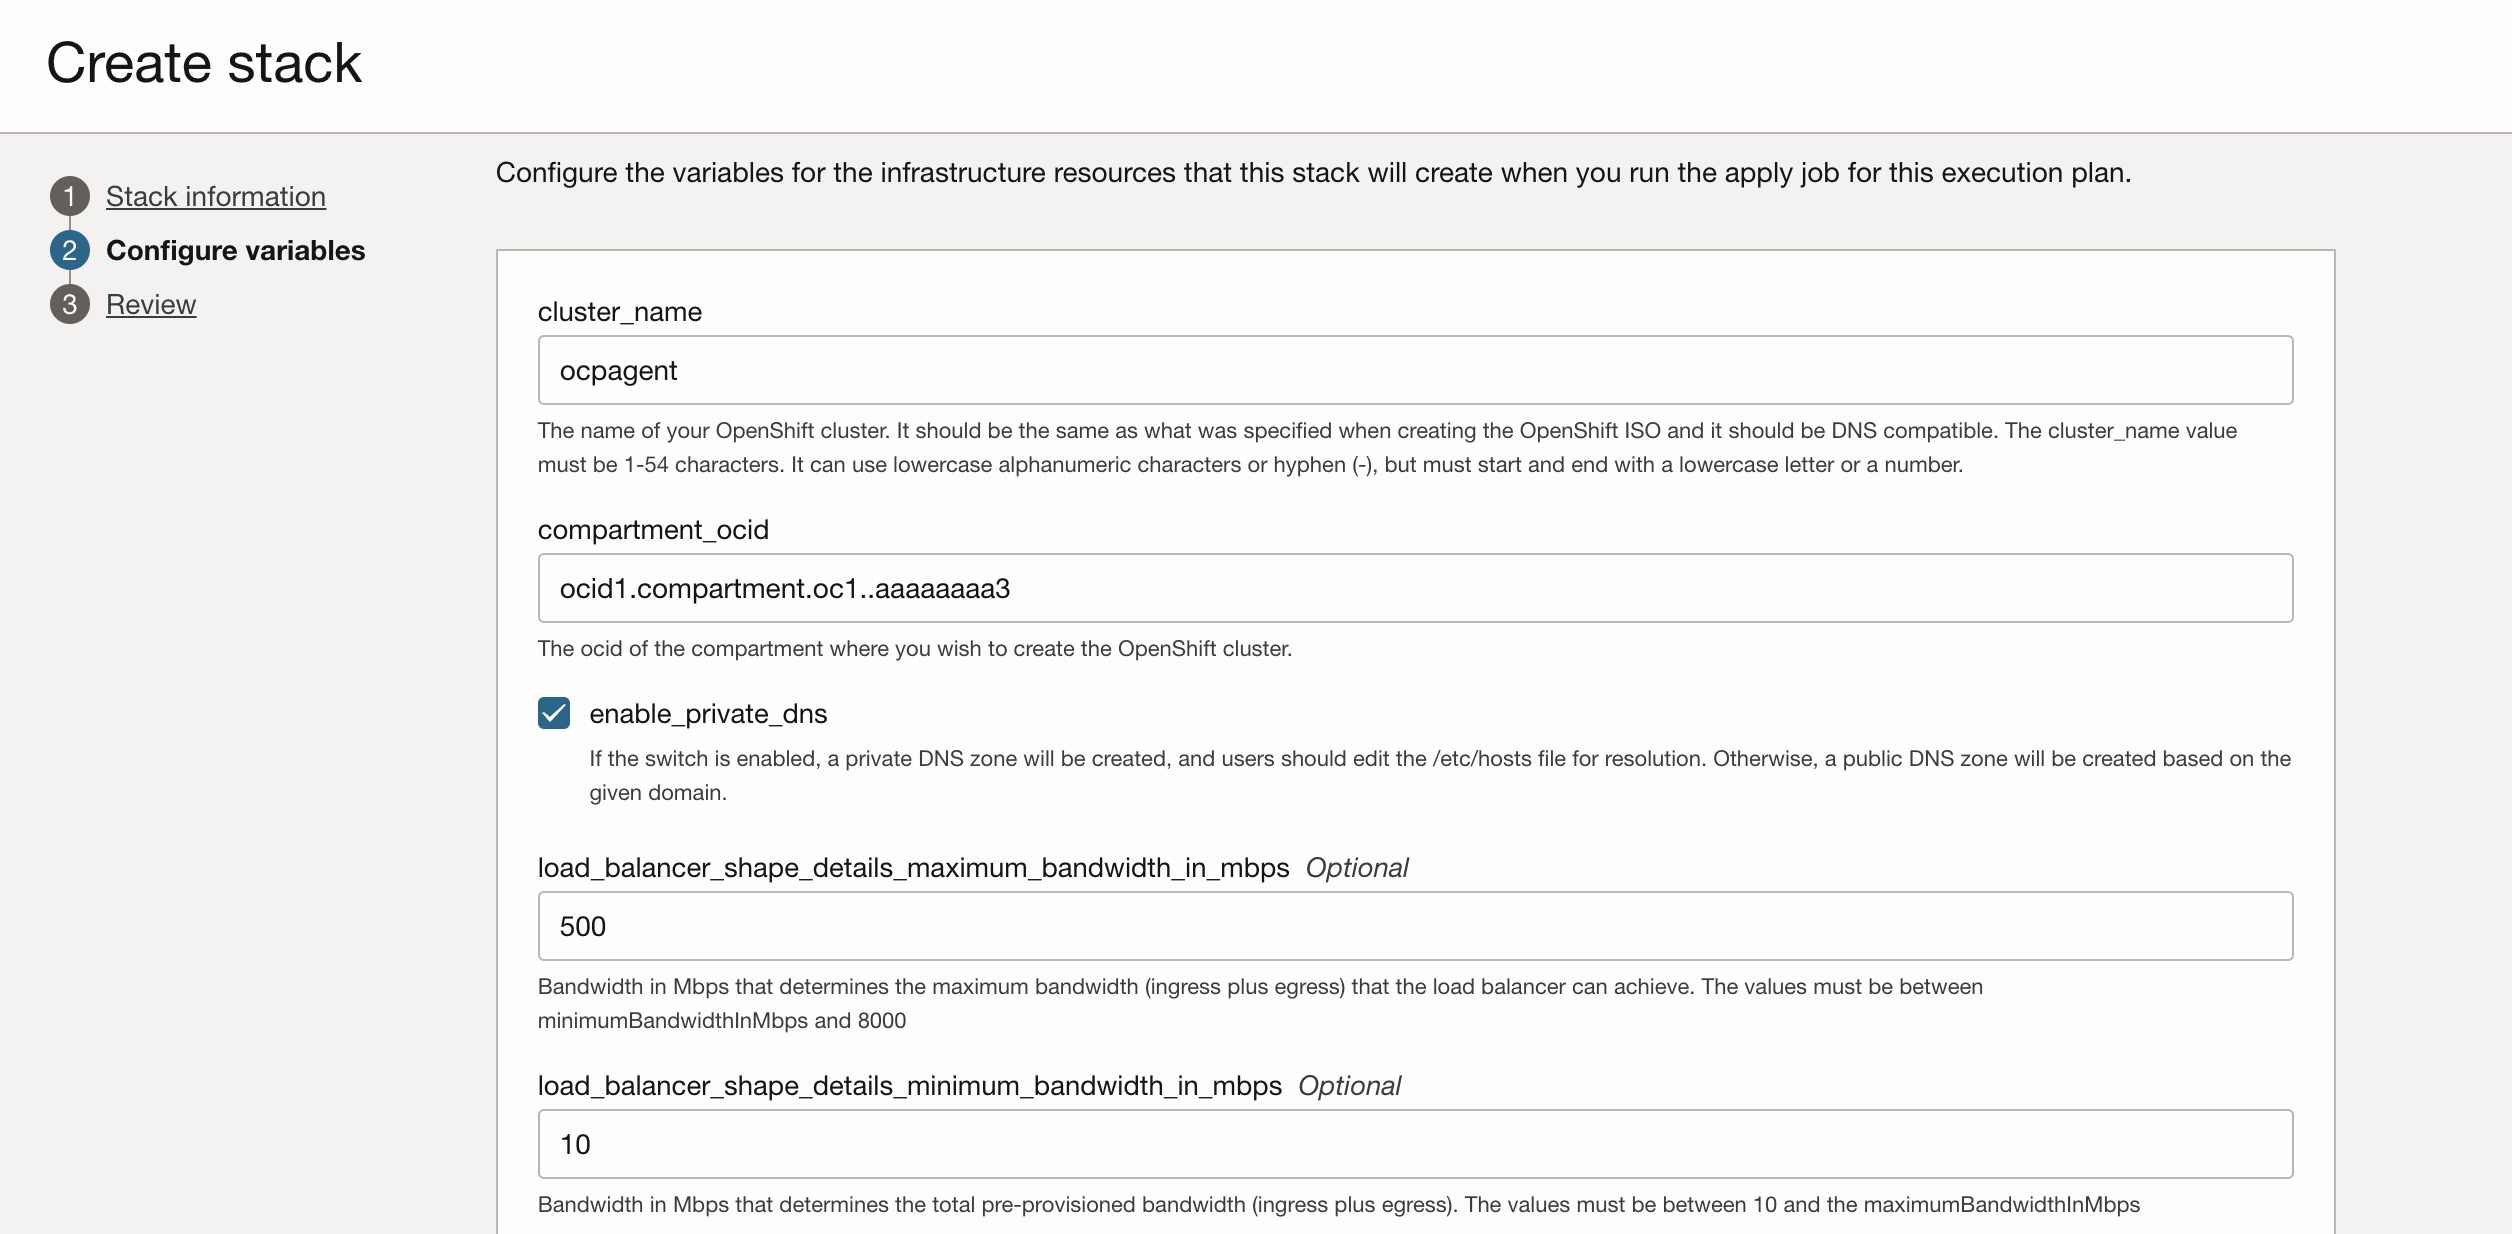 Create stack
1 Stack information
2 Configure variables
3 Review
Configure the variables for the infrastructure resources that this stack will create when you run the apply job for this execution plan.
cluster_name
ocpagent
The name of your OpenShift cluster. It should be the same as what was specified when creating the OpenShift ISO and it should be DNS compatible. The cluster_name value
must be 1-54 characters. It can use lowercase alphanumeric characters or hyphen (-), but must start and end with a lowercase letter or a number.
compartment_ocid
ocid1.compartment.oc1..aaaaaaaa3
The ocid of the compartment where you wish to create the OpenShift cluster.
enable_private_dns
If the switch is enabled, a private DNS zone will be created, and users should edit the /etc/hosts file for resolution. Otherwise, a public DNS zone will be created based on the
given domain.
load_balancer_shape_details_maximum_bandwidth_in_mbps Optional
500
Bandwidth in Mbps that determines the maximum bandwidth (ingress plus egress) that the load balancer can achieve. The values must be between
minimumBandwidthInMbps and 8000
load_balancer_shape_details_minimum_bandwidth_in_mbps Optional
10
Bandwidth in Mbps that determines the total pre-provisioned bandwidth (ingress plus egress). The values must be between 10 and the maximumBandwidthInMbps